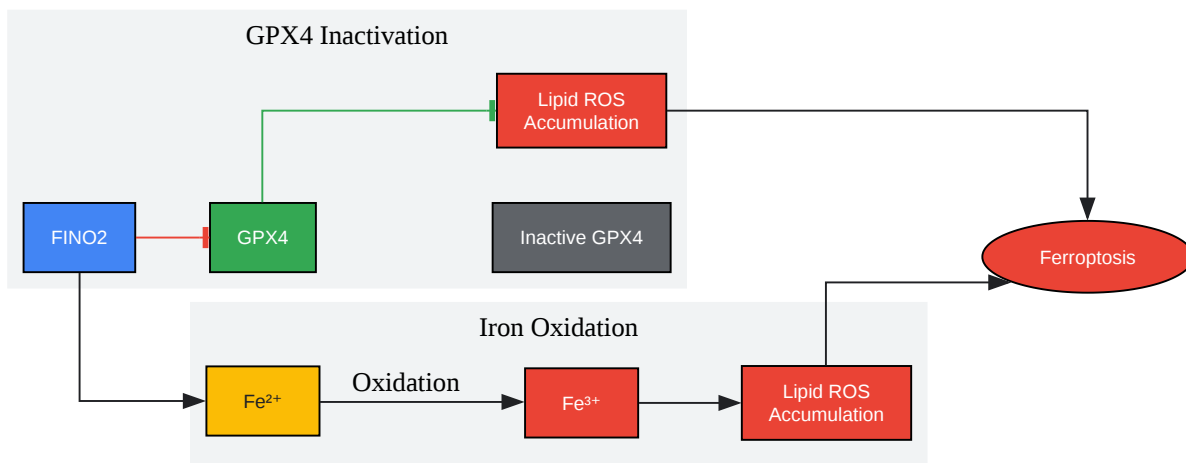 GPX4 Inactivation
Lipid ROS
Accumulation
FINO2
GPX4
Inactive GPX4
Ferroptosis
Iron Oxidation
Fe²⁺
Oxidation
Fe³⁺
Lipid ROS
Accumulation